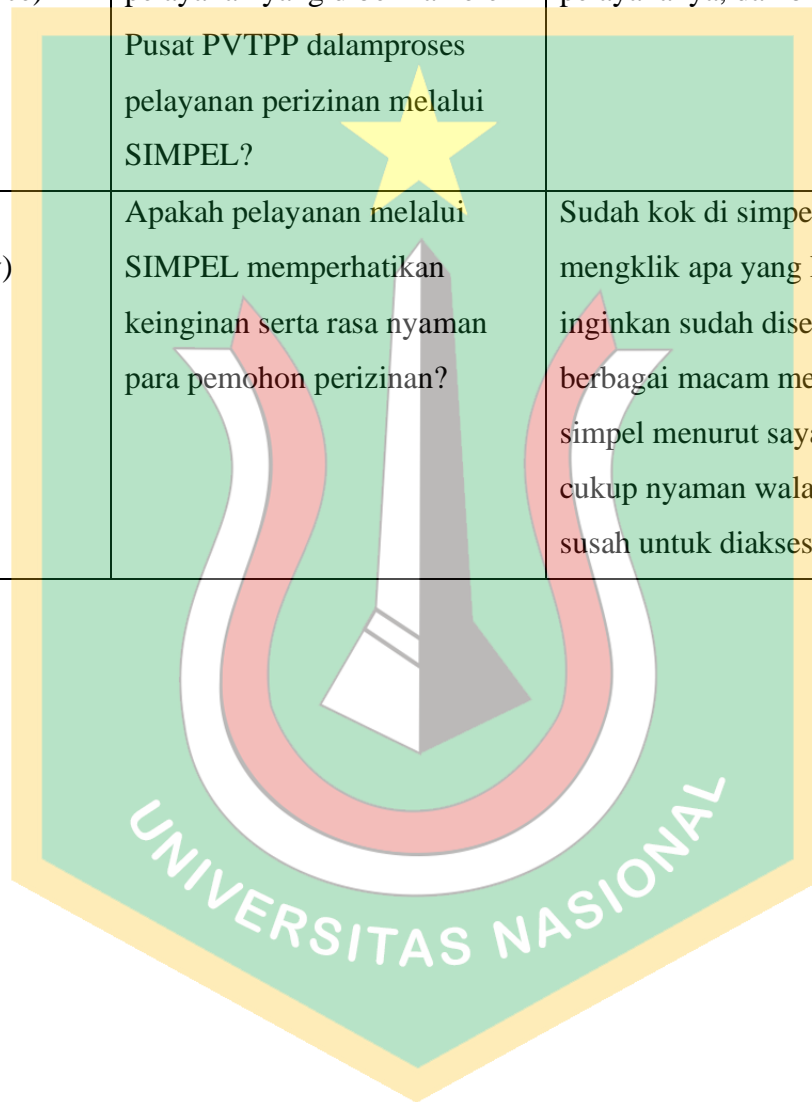 Pusat PVTPP dalamproses
pelayanan perizinan melalui
SIMPEL?
Apakah pelayanan melalui
SIMPEL memperhatikan
keinginan serta rasa nyaman
para pemohon perizinan?
Sudah kok di simpe
mengklik apa yang
inginkan sudah dise
berbagai macam me
simpel menurut saya
cukup nyaman wala
susah untuk diakses
UNIVERSITAS NASIONAL